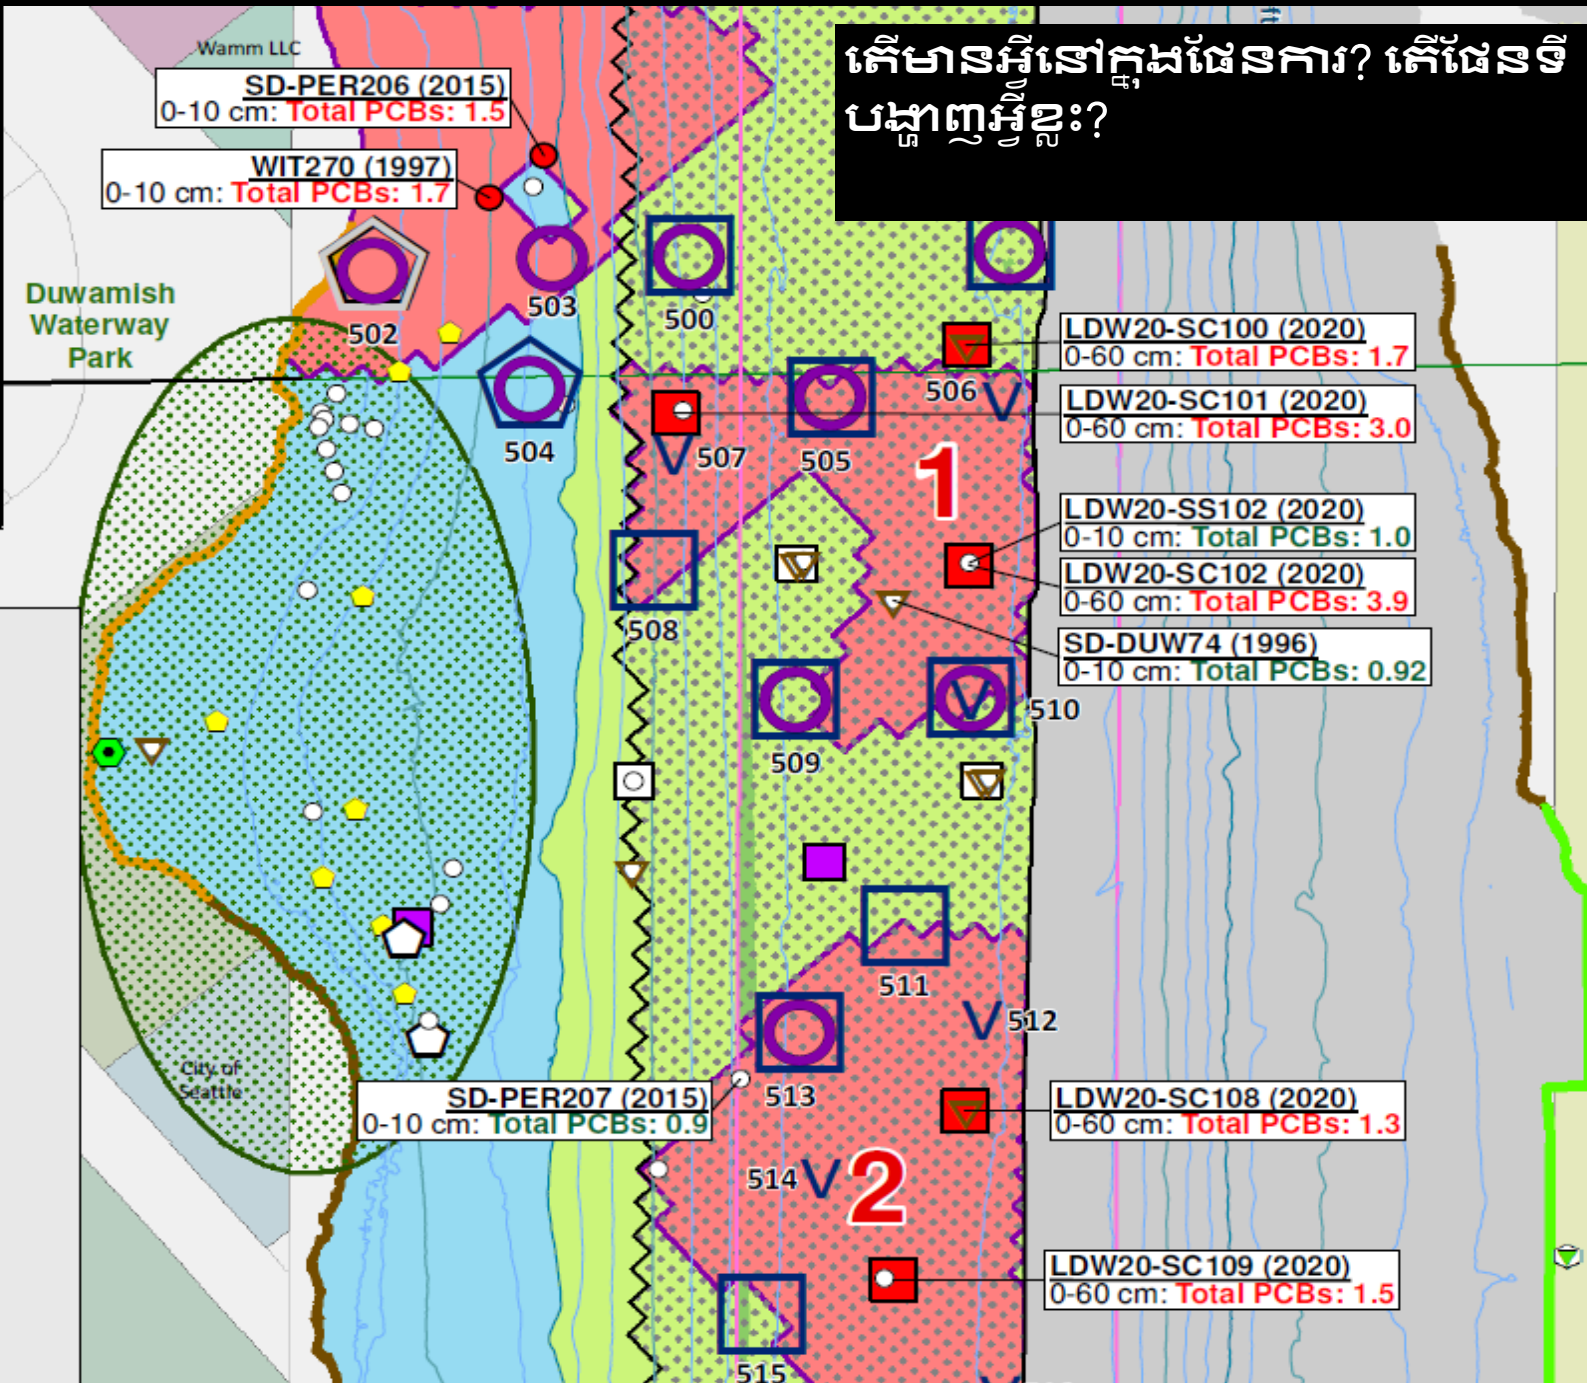 តើមានអ្វីនៅក្នុងផែនការ? តើផែនទី
បង្ហាញអ្វីខ្លះ?
Wamm LLC
SD-PER206 (2015)
0-10 cm: Total PCBs: 1.5
WIT270 (1997)
0-10 cm: Total PCBs: 1.7
Duwamish
Waterway
Park
502
503
500
504
506
LDW20-SC100 (2020)
0-60 cm: Total PCBs: 1.7
LDW20-SC101 (2020)
0-60 cm: Total PCBs: 3.0
507
505
1
LDW20-SS102 (2020)
0-10 cm: Total PCBs: 1.0
LDW20-SC102 (2020)
0-60 cm: Total PCBs: 3.9
508
SD-DUW74 (1996)
0-10 cm: Total PCBs: 0.92
510
509
511
512
City of
Seattle
SD-PER207 (2015)
0-10 cm: Total PCBs: 0.9
513
LDW20-SC108 (2020)
0-60 cm: Total PCBs: 1.3
514
2
LDW20-SC109 (2020)
0-60 cm: Total PCBs: 1.5
515